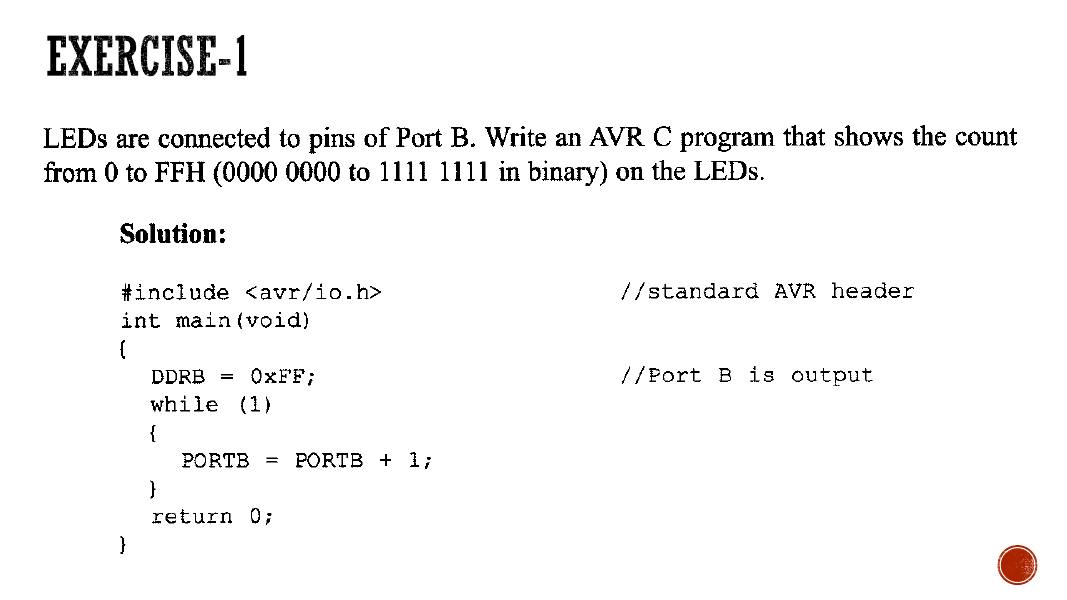 EXERCISE-1
LEDs are connected to pins of Port B. Write an AVR C program that shows the count
from 0 to FFH (0000 0000 to 1111 1111 in binary) on the LEDs.
Solution:
#include <avr/io.h> //standard AVR header
int main(void)
{
DDRB = 0xFF; //Port B is output
while (1)
{
PORTB = PORTB + 1;
}
return 0;
}